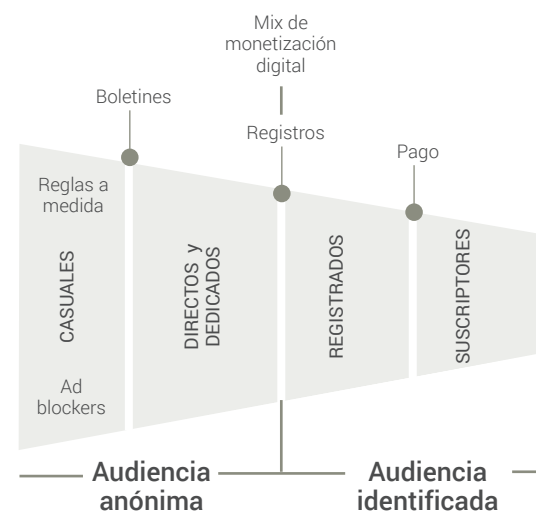 Mix de
monetización
digital
Boletines
Registros
Pago
Reglas a
medida
CASUALES
Ad
blockers
DIRECTOS y
DEDICADOS
REGISTRADOS
SUSCRIPTORES
Audiencia
anónima
Audiencia
identificada